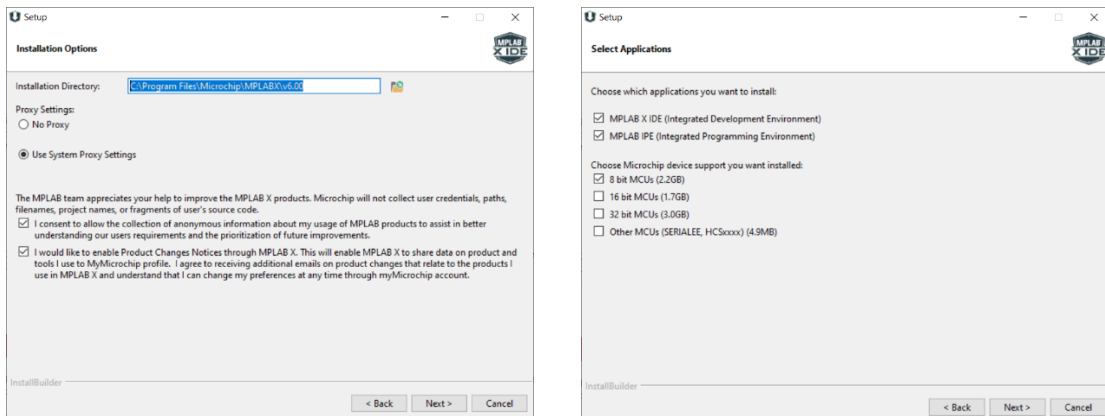 Setup
Installation Options
MPLAB
X IDE
Installation Directory: C:\Program Files\Microchip\MPLABX\v6.00
Proxy Settings:
No Proxy
Use System Proxy Settings
The MPLAB team appreciates your help to improve the MPLAB X products. Microchip will not collect user credentials, paths,
filenames, project names, or fragments of user's source code.
I consent to allow the collection of anonymous information about my usage of MPLAB products to assist in better
understanding our users requirements and the prioritization of future improvements.
I would like to enable Product Changes Notices through MPLAB X. This will enable MPLAB X to share data on product and
tools I use to MyMicrochip profile. I agree to receiving additional emails on product changes that relate to the products I
use in MPLAB X and understand that I can change my preferences at any time through myMicrochip account.
InstallBuilder
< Back Next > Cancel
Setup
Select Applications
MPLAB
X IDE
Choose which applications you want to install:
MPLAB X IDE (Integrated Development Environment)
MPLAB IPE (Integrated Programming Environment)
Choose Microchip device support you want installed:
8 bit MCUs (2.2GB)
16 bit MCUs (1.7GB)
32 bit MCUs (3.0GB)
Other MCUs (SERIALEE, HCSxxxx) (4.9MB)
InstallBuilder
< Back Next > Cancel